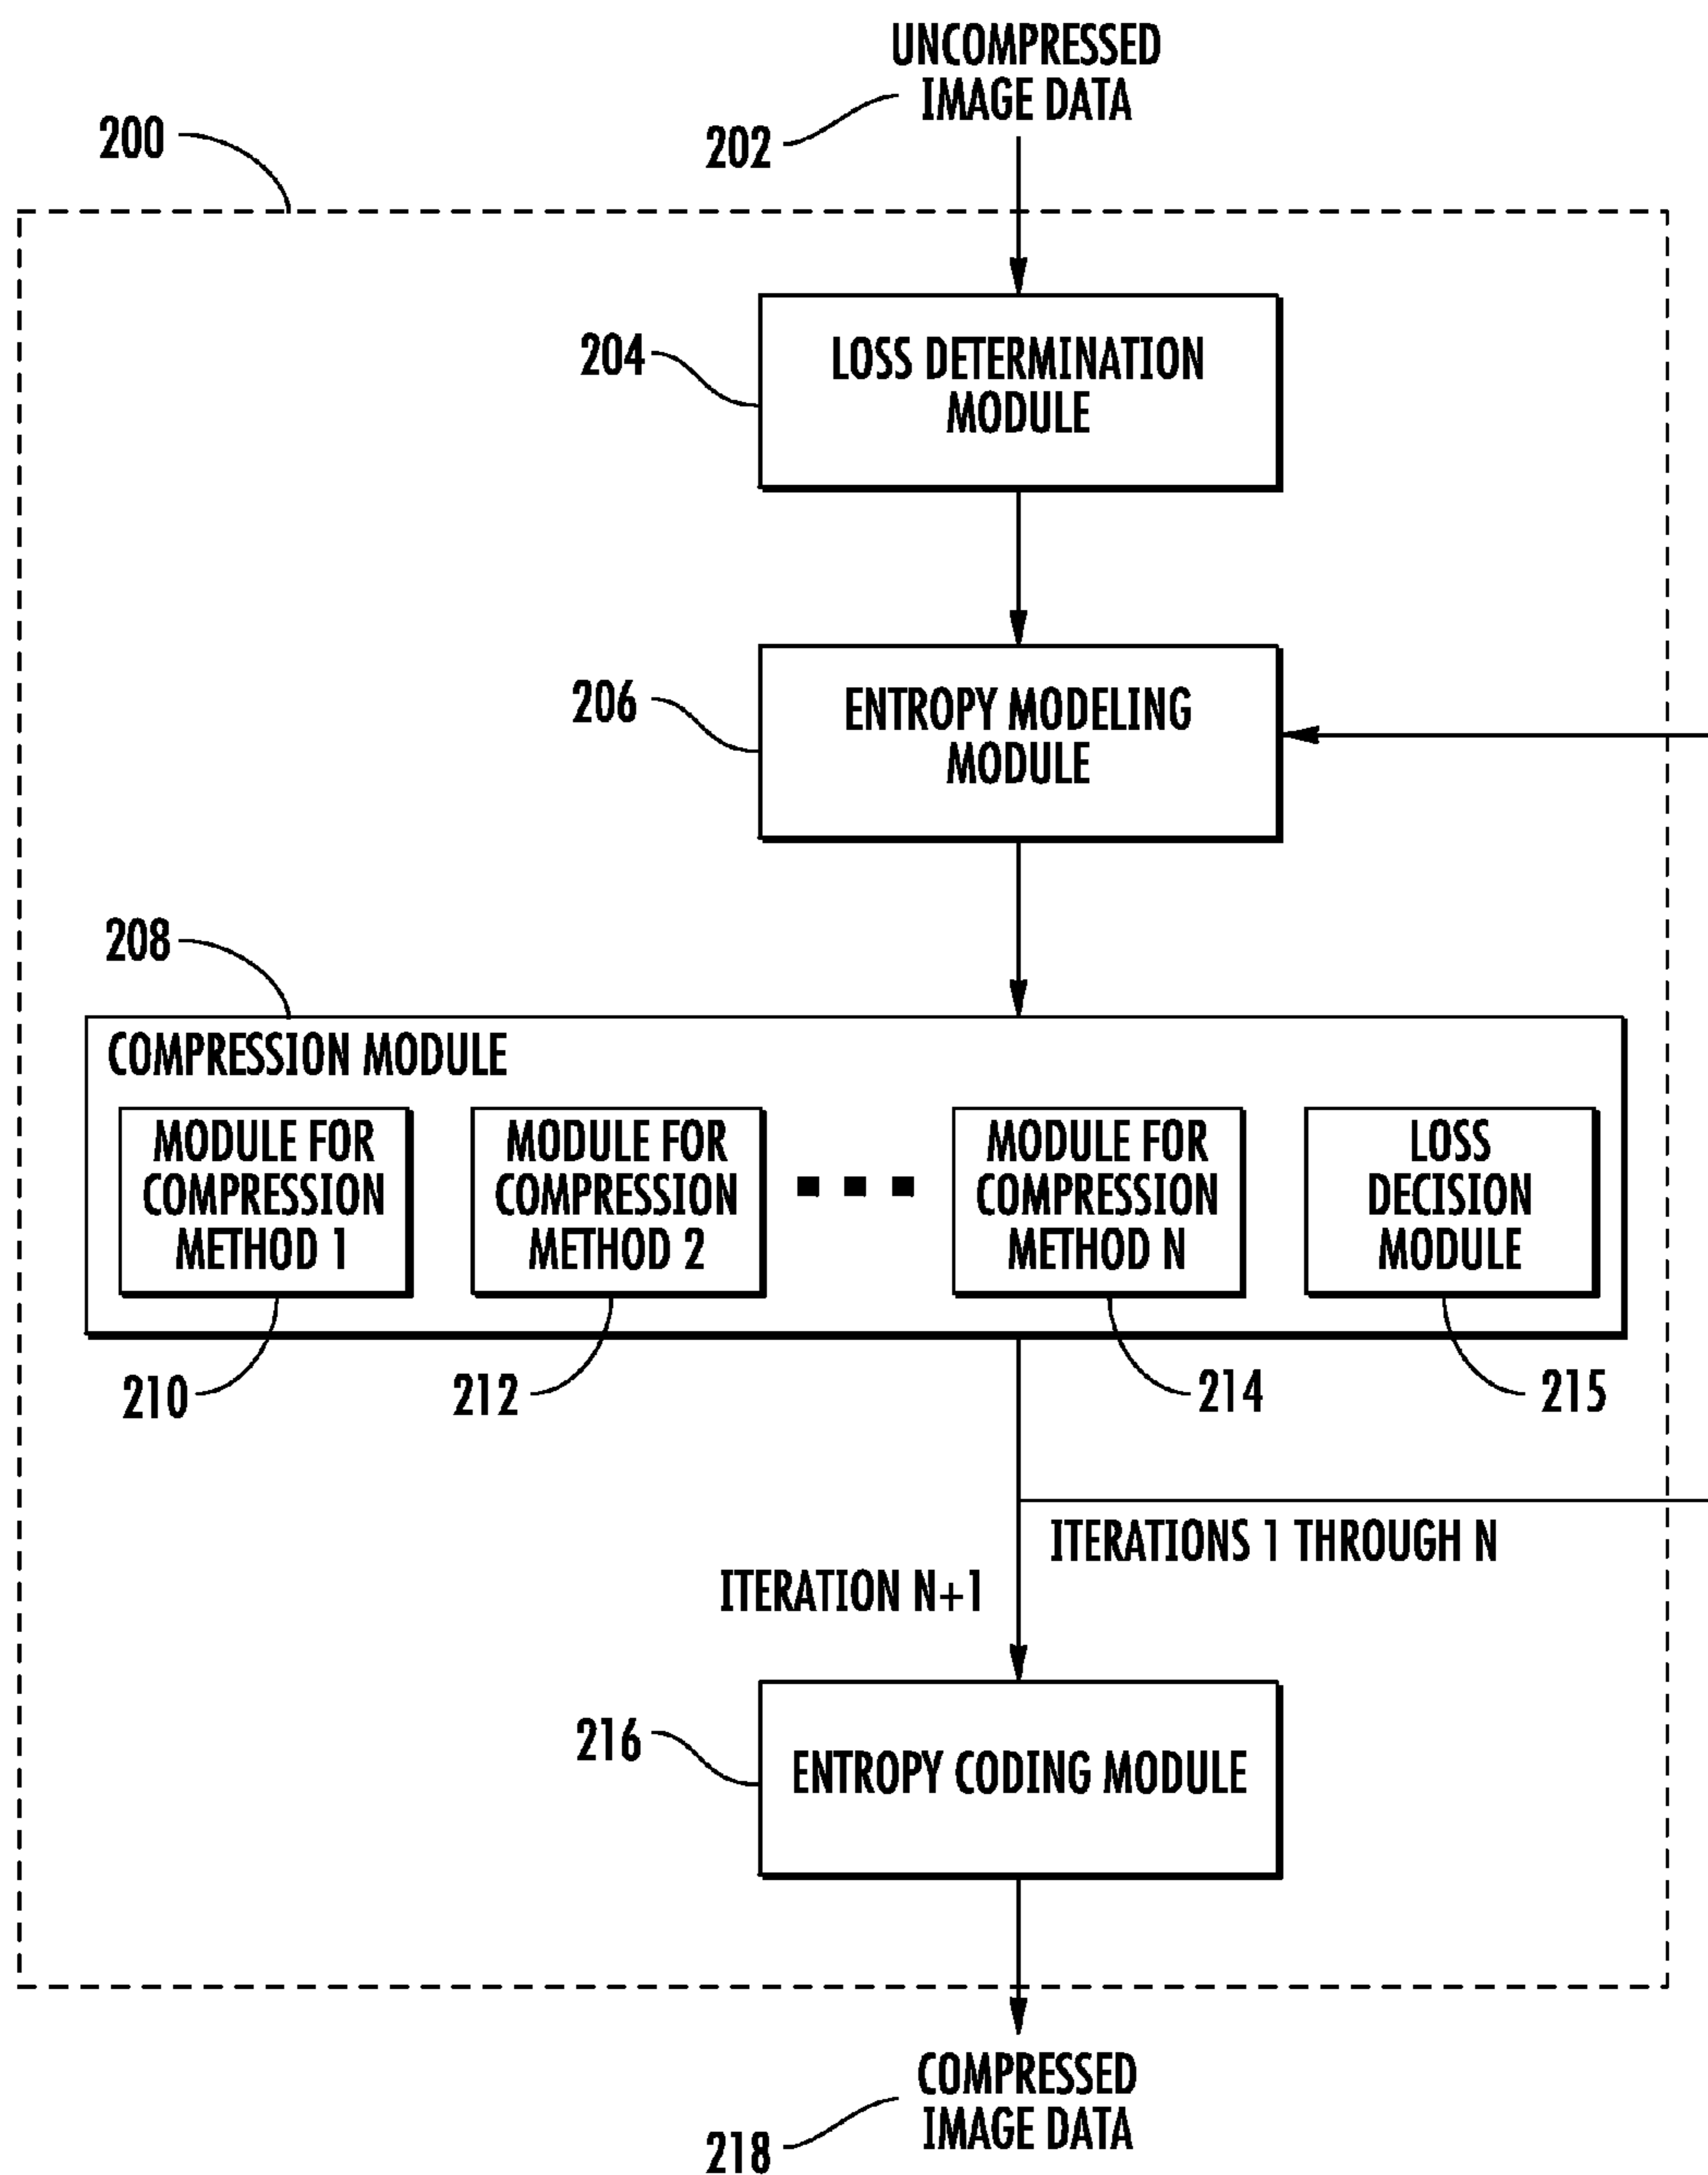 UNCOMPRESSED
IMAGE DATA
202
200
204
LOSS DETERMINATION
MODULE
206
ENTROPY MODELING
MODULE
208
COMPRESSION MODULE
MODULE FOR
COMPRESSION
METHOD 1
MODULE FOR
COMPRESSION
METHOD 2
MODULE FOR
COMPRESSION
METHOD N
LOSS
DECISION
MODULE
210
212
214
215
ITERATIONS 1 THROUGH N
ITERATION N+1
216
ENTROPY CODING MODULE
COMPRESSED
IMAGE DATA
218